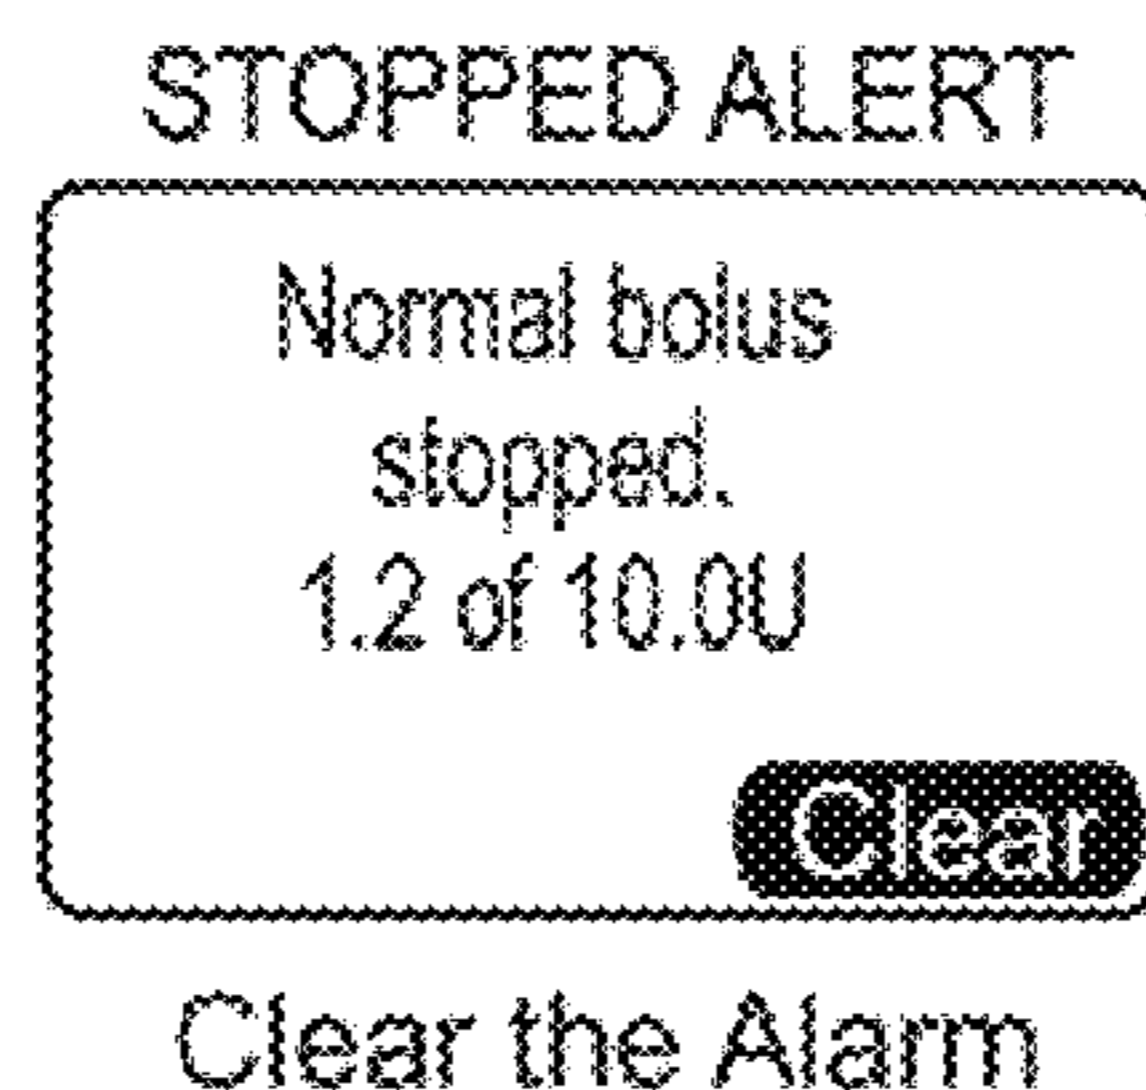 STOPPED ALERT
Normal bolus
stopped.
1.2 of 10.0U
Clear
Clear the Alarm